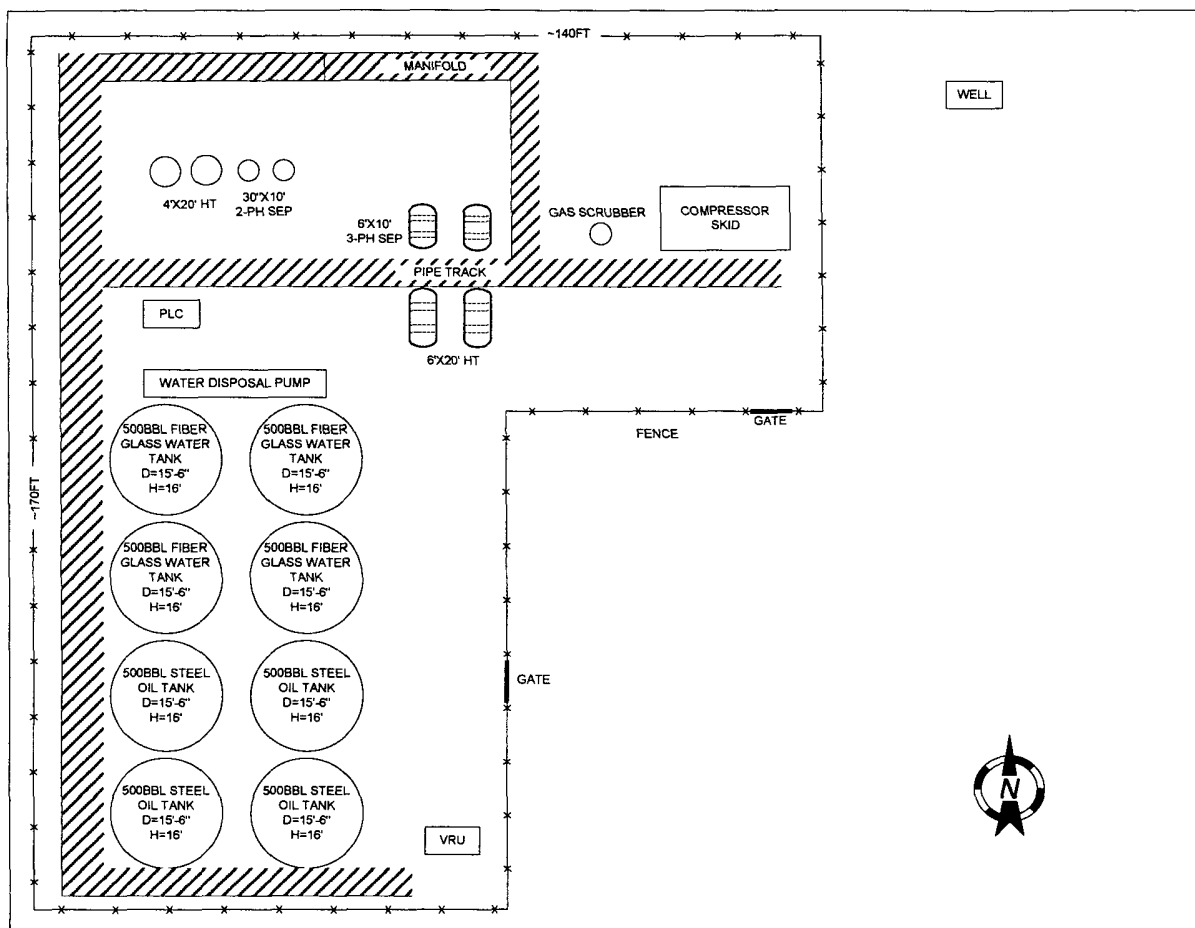 ~140FT
MANIFOLD
WELL
4'X20' HT
30"X10'
2-PH SEP
6'X10'
3-PH SEP
GAS SCRUBBER
COMPRESSOR
SKID
PIPE TRACK
PLC
6'X20' HT
WATER DISPOSAL PUMP
GATE
FENCE
500BBL FIBER
GLASS WATER
TANK
D=15'-6"
H=16'
500BBL FIBER
GLASS WATER
TANK
D=15'-6"
H=16'
~170FT
500BBL FIBER
GLASS WATER
TANK
D=15'-6"
H=16'
500BBL FIBER
GLASS WATER
TANK
D=15'-6"
H=16'
500BBL STEEL
OIL TANK
D=15'-6"
H=16'
500BBL STEEL
OIL TANK
D=15'-6"
H=16'
GATE
500BBL STEEL
OIL TANK
D=15'-6"
H=16'
500BBL STEEL
OIL TANK
D=15'-6"
H=16'
VRU
N